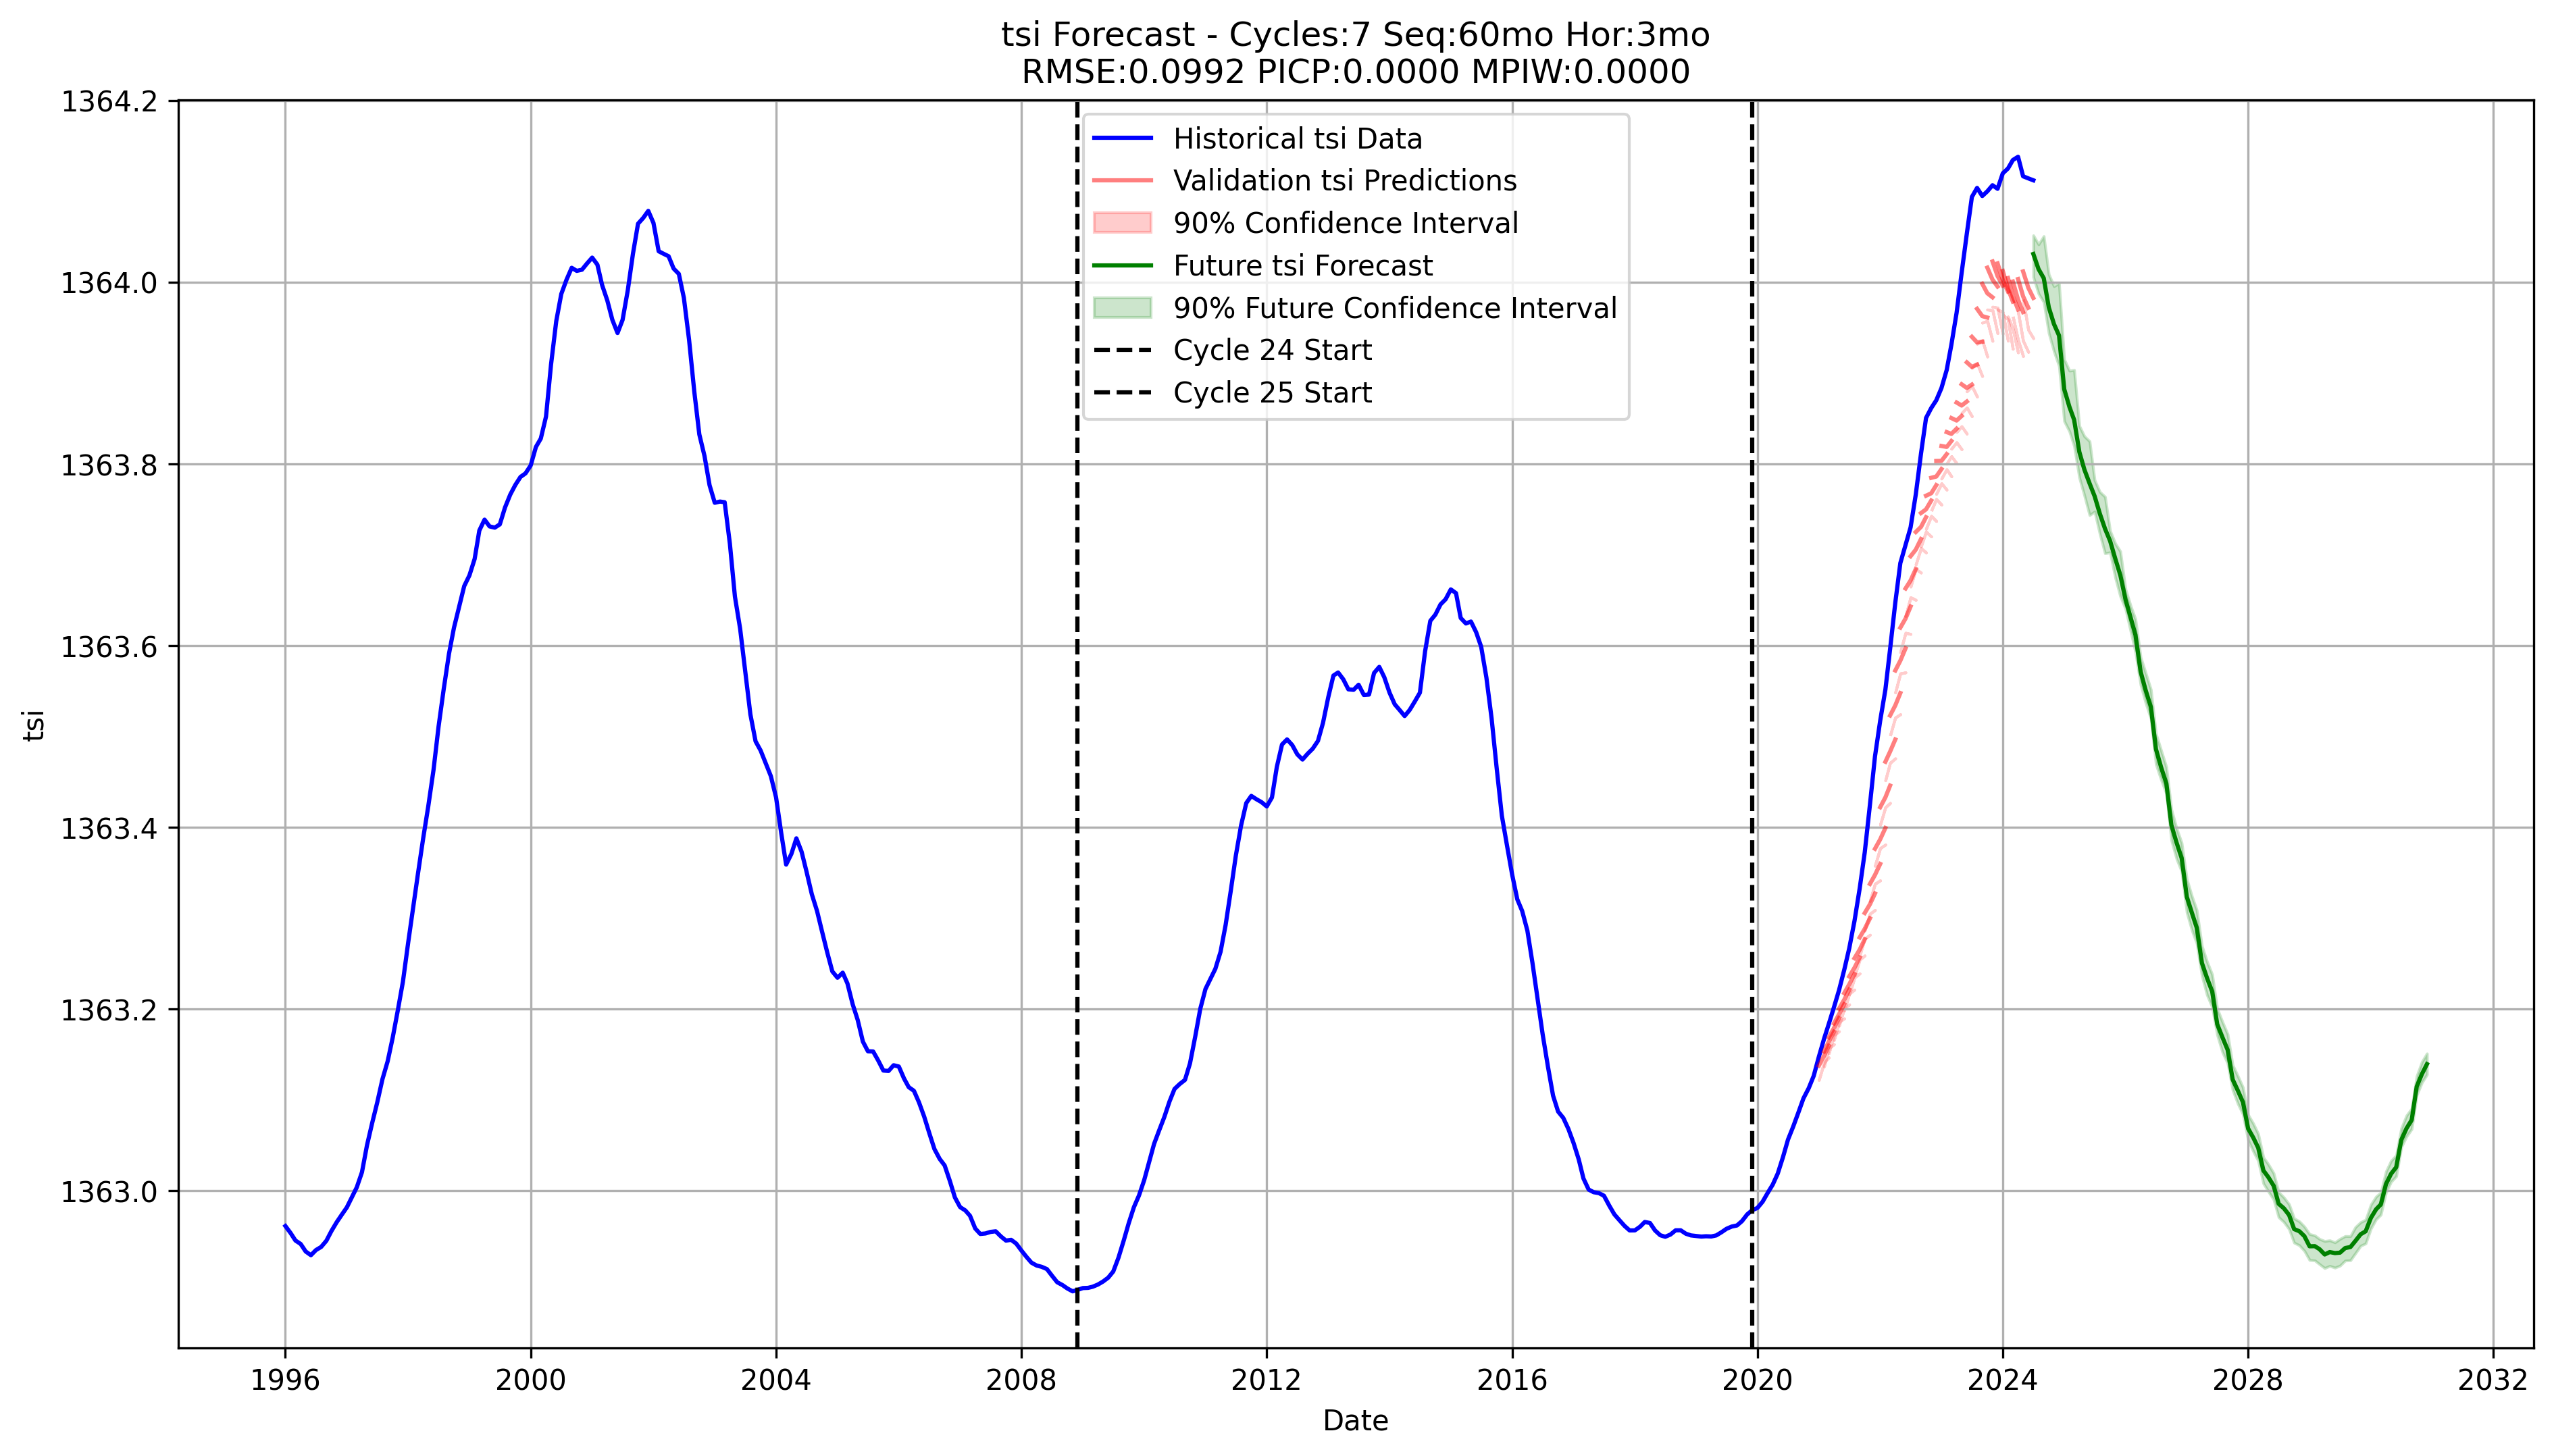 tsi Forecast - Cycles:7 Seq:60mo Hor:3mo
RMSE:0.0992 PICP:0.0000 MPIW:0.0000
1364.2
1364.0
1363.8
1363.6
1363.4
1363.2
1363.0
tsi
Historical tsi Data
Validation tsi Predictions
90% Confidence Interval
Future tsi Forecast
90% Future Confidence Interval
Cycle 24 Start
Cycle 25 Start
1996 2000 2004 2008 2012 2016 2020 2024 2028 2032
Date